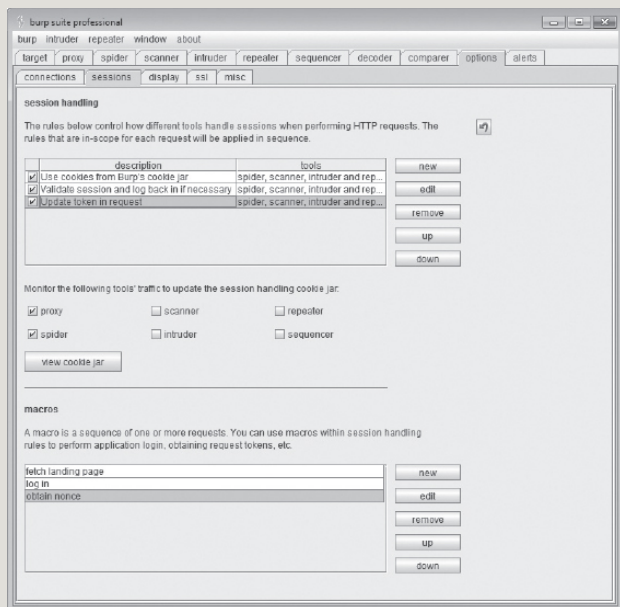 burp suite professional
burp intruder repeater window about
target proxy spider scanner intruder repeater sequencer decoder comparer options alerts
connections sessions display ssl misc
session handling
The rules below control how different tools handle sessions when performing HTTP requests. The
rules that are in-scope for each request will be applied in sequence.
description tools
Use cookies from Burp's cookie jar spider, scanner, intruder and rep...
Validate session and log back in if necessary spider, scanner, intruder and rep...
Update token in request spider, scanner, intruder and rep...
new
edit
remove
up
down
Monitor the following tools' traffic to update the session handling cookie jar:
proxy scanner repeater
spider intruder sequencer
view cookie jar
macros
A macro is a sequence of one or more requests. You can use macros within session handling
rules to perform application login, obtaining request tokens, etc.
fetch landing page
log in
obtain nonce
new
edit
remove
up
down